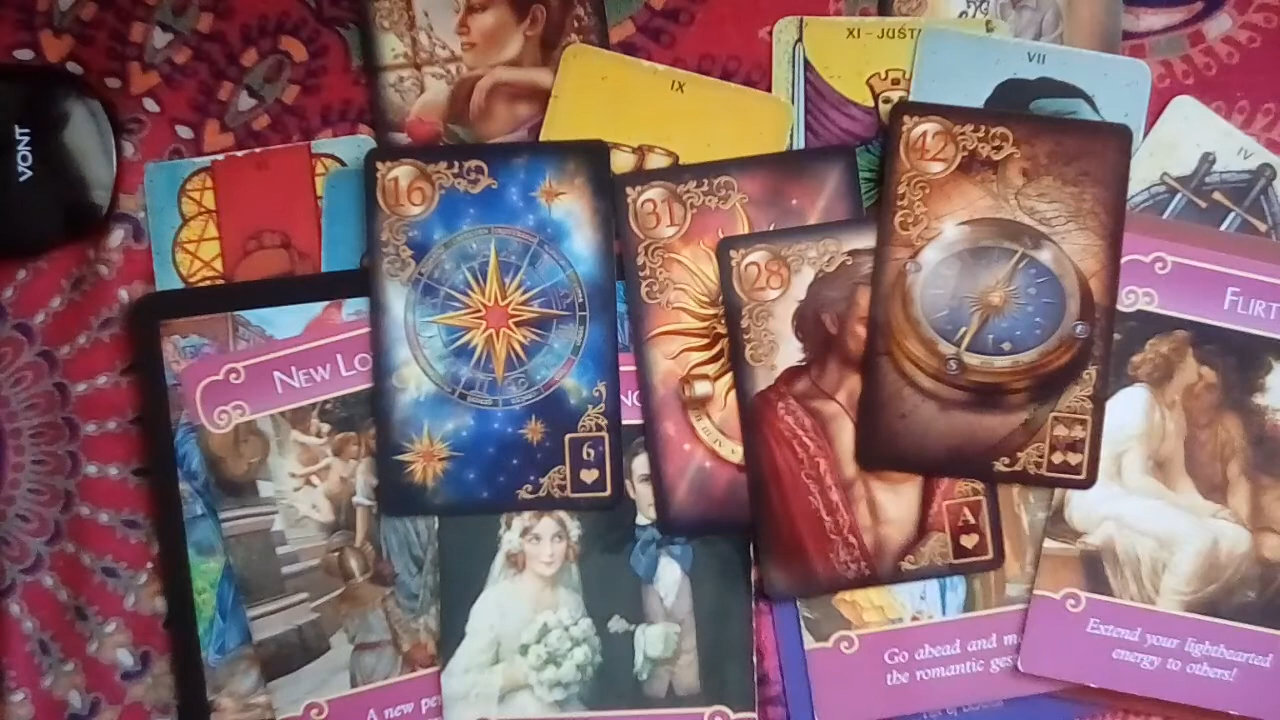 VONT
IX
XI - JUST
VII
IV
16
31
42
28
NEW LO
FLIRT
6
A
Go ahead and m
the romantic ges
Extend your lighthearted
energy to others!
A new pe